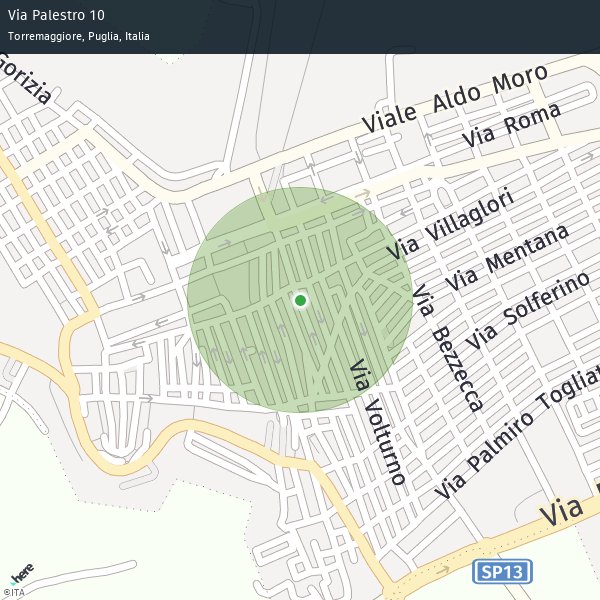 Via Palestro 10
Torremaggiore, Puglia, Italia
Gorizia
Viale Aldo Moro
Via Roma
Via Villaglori
Via Mentana
Via Solferino
Via Bezzecca
Via Volturno
Via Palmiro Togliat
Via
SP13
here
©ITA